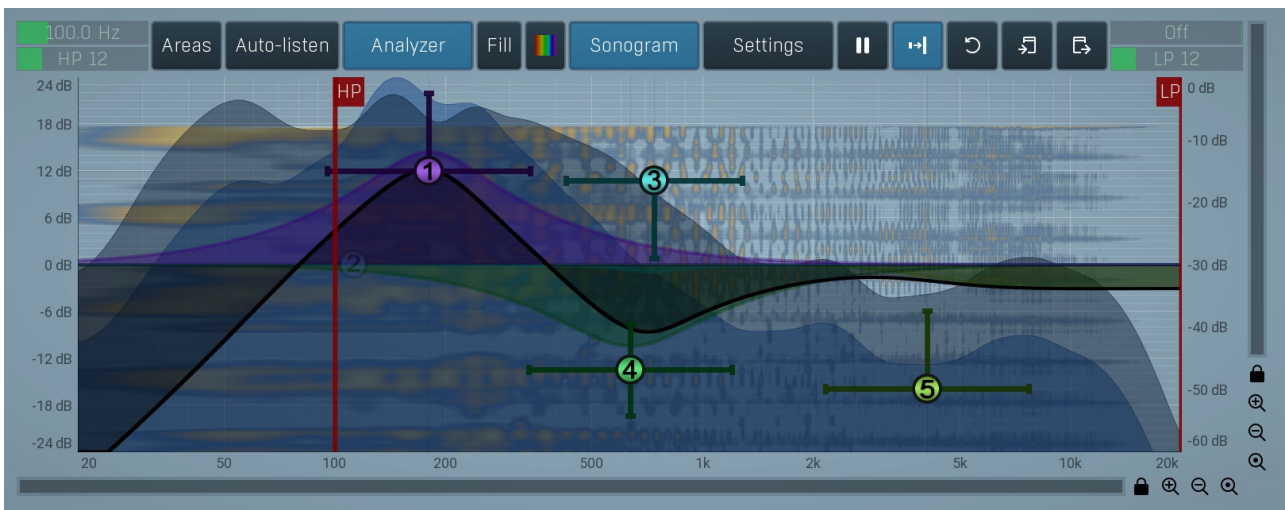 100.0 Hz
HP 12
Areas
Auto-listen
Analyzer
Fill
Sonogram
Settings
Off
LP 12
24 dB
18 dB
12 dB
6 dB
0 dB
-6 dB
-12 dB
-18 dB
-24 dB
HP
LP
1
2
3
4
5
0 dB
-10 dB
-20 dB
-30 dB
-40 dB
-50 dB
-60 dB
20 50 100 200 500 1k 2k 5k 10k 20k